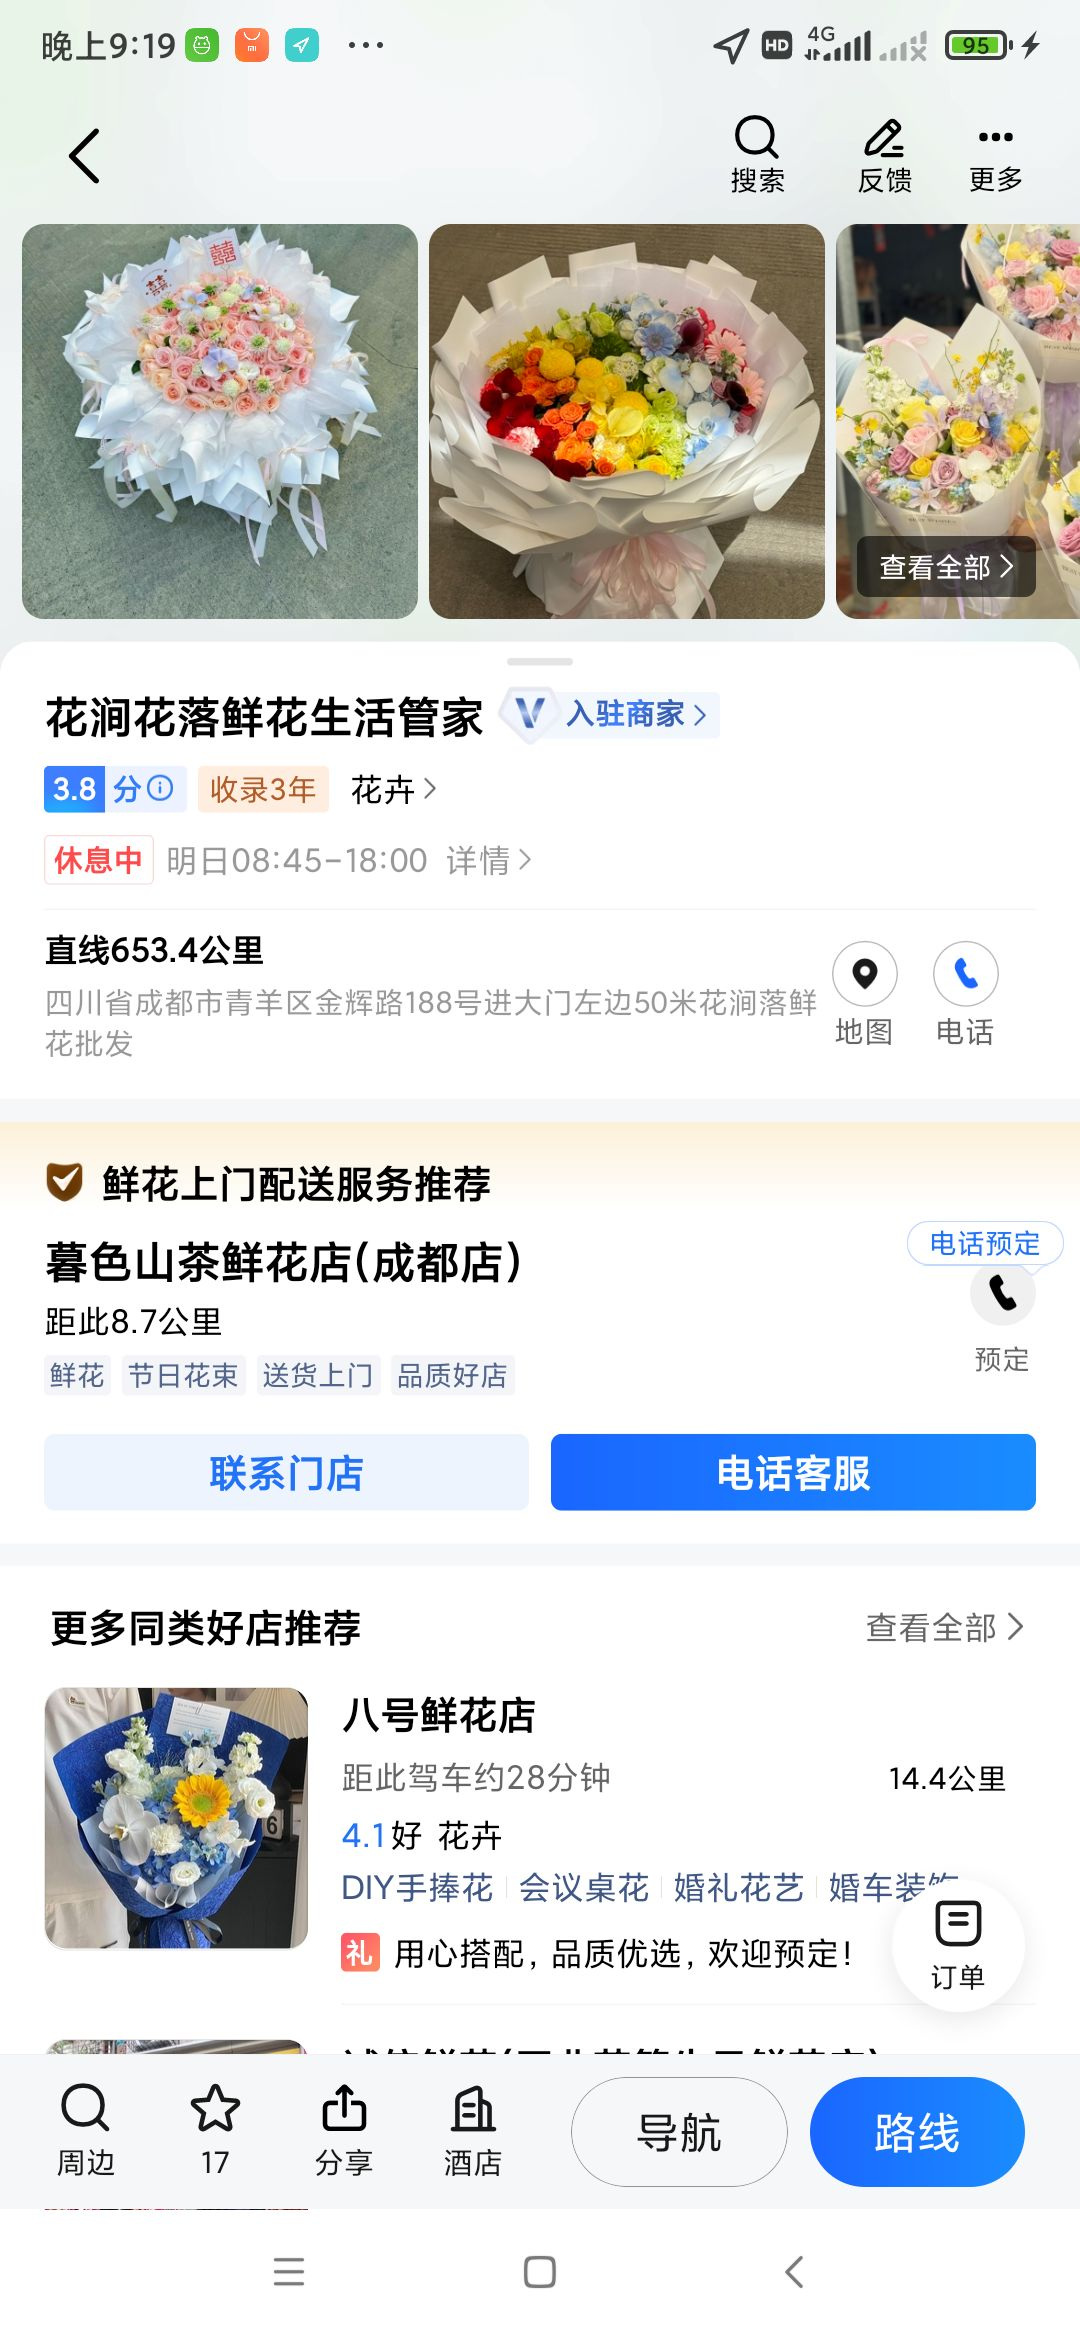 晚上9:19
HD
4G
95
搜索
反馈
更多
囍
查看全部
花涧花落鲜花生活管家
V 入驻商家
3.8 分
收录3年
花卉
休息中 明日08:45-18:00 详情
直线653.4公里
四川省成都市青羊区金辉路188号进大门左边50米花涧落鲜
花批发
地图
电话
鲜花上门配送服务推荐
暮色山茶鲜花店(成都店)
电话预定
距此8.7公里
预定
鲜花 节日花束 送货上门 品质好店
联系门店
电话客服
更多同类好店推荐
查看全部
八号鲜花店
距此驾车约28分钟
14.4公里
4.1好 花卉
DIY手捧花 会议桌花 婚礼花艺 婚车装饰
礼 用心搭配,品质优选,欢迎预定!
订单
周边
17
分享
酒店
导航
路线